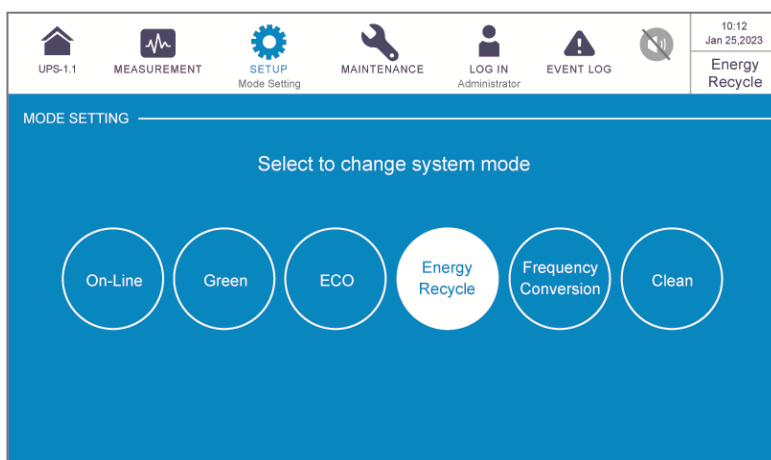 10:12
Jan 25,2023
UPS-1.1
MEASUREMENT
SETUP
Mode Setting
MAINTENANCE
LOG IN
Administrator
EVENT LOG
Energy
Recycle
MODE SETTING
Select to change system mode
On-Line
Green
ECO
Energy
Recycle
Frequency
Conversion
Clean